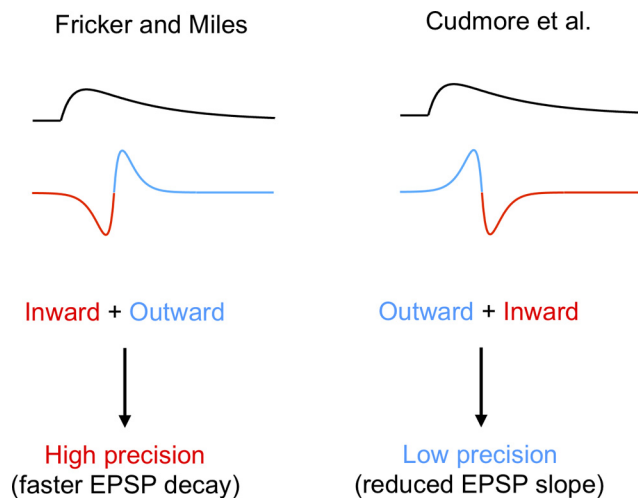 Fricker and Miles
Cudmore et al.
Inward + Outward
Outward + Inward
High precision
(faster EPSP decay)
Low precision
(reduced EPSP slope)